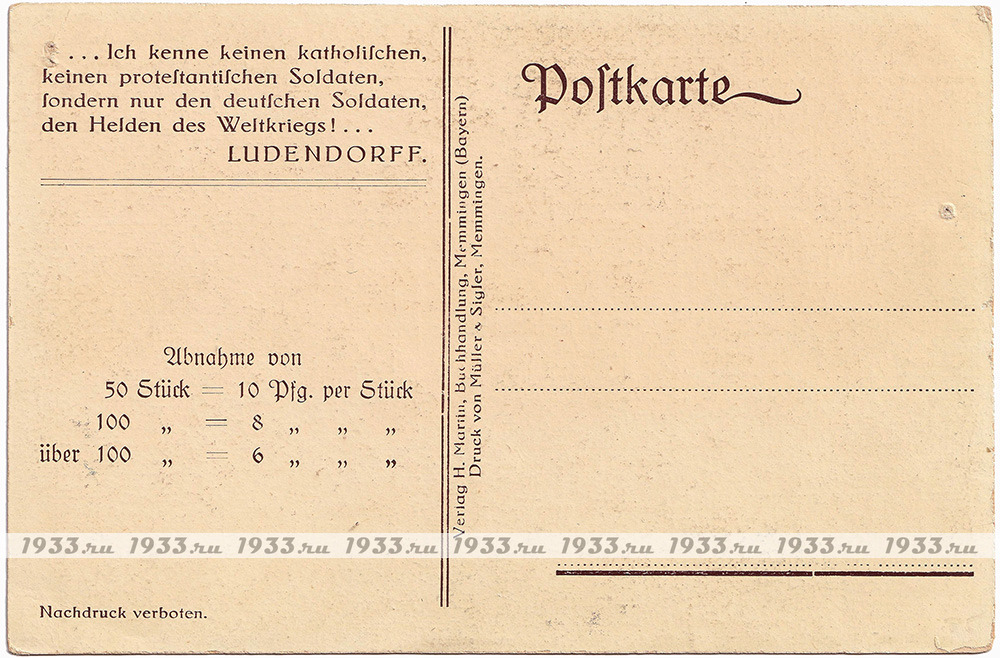 . . . Ich kenne keinen katholiſchen,
keinen proteſtantiſchen Soldaten,
ſondern nur den deutſchen Soldaten,
den Helden des Weltkriegs! . . .
LUDENDORFF.
Abnahme von
50 Stück = 10 Pfg. per Stück
100 „ = 8 „ „ „
über 100 „ = 6 „ „ „
Nachdruck verboten.
Verlag H. Martin, Buchhandlung, Memmingen (Bayern)
Druck von Müller & Sigler, Memmingen.
Poſtkarte
1933.ru 1933.ru 1933.ru 1933.ru 1933.ru 1933.ru 1933.ru 1933.ru 1933.ru